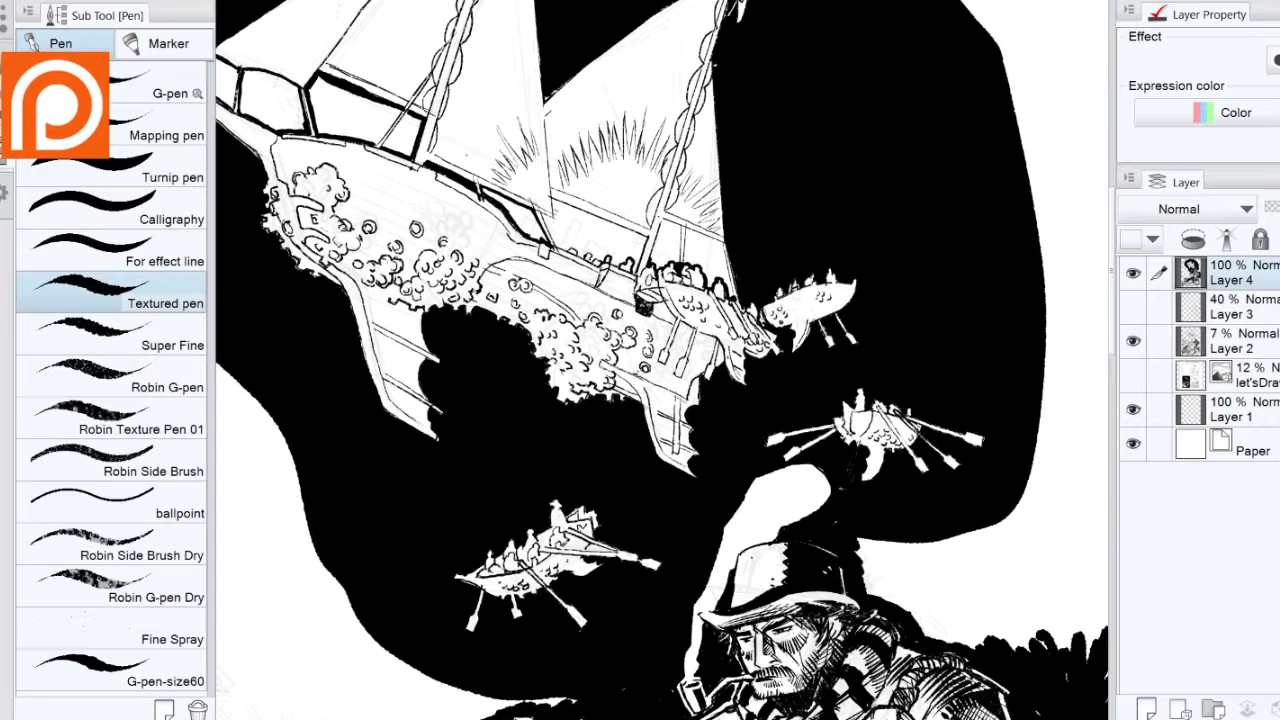 Sub Tool [Pen]
Pen
Marker
G-pen
Mapping pen
Turnip pen
Calligraphy
For effect line
Textured pen
Super Fine
Robin G-pen
Robin Texture Pen 01
Robin Side Brush
ballpoint
Robin Side Brush Dry
Robin G-pen Dry
Fine Spray
G-pen-size60
Layer Property
Effect
Expression color
Color
Layer
Normal
100 % Norm
Layer 4
40 % Norma
Layer 3
7 % Normal
Layer 2
12 % N
let'sDra
100 % Norm
Layer 1
Paper